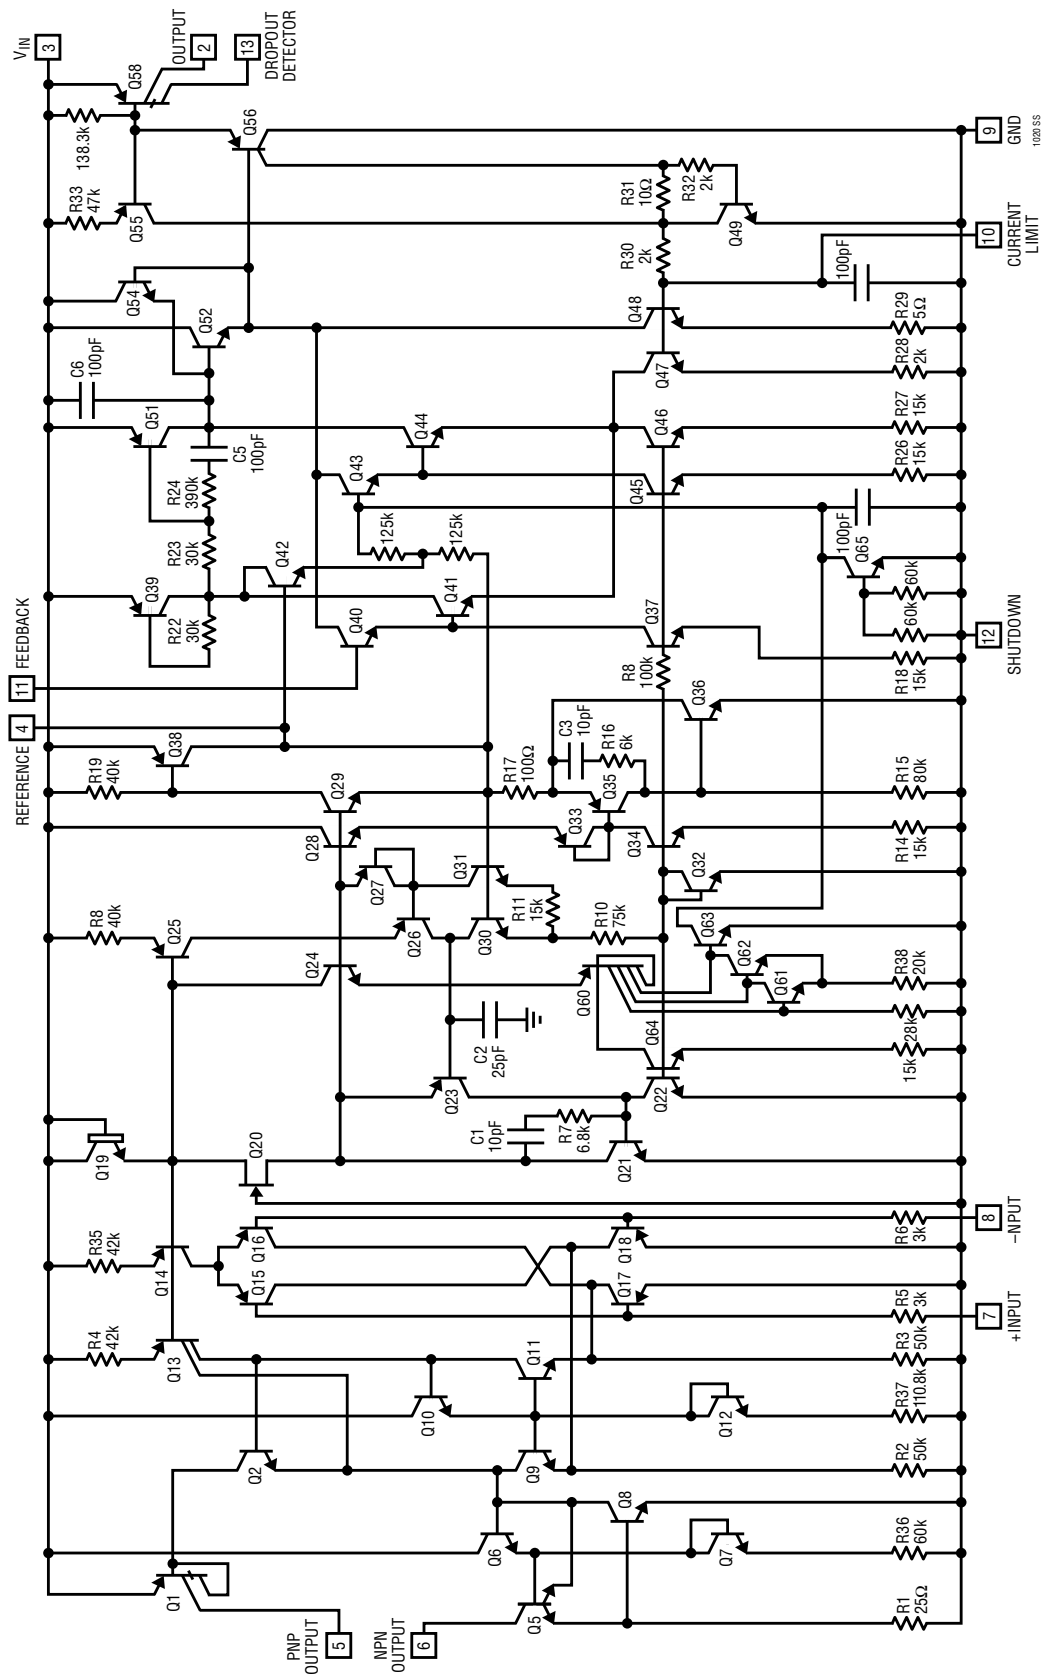 PNP
OUTPUT
5
NPN
OUTPUT
6
Q1
Q5
R1
25Ω
Q6
Q7
R36
60k
Q8
Q2
Q9
R2
50k
Q10
Q12
R37
110.8k
R4
42k
Q13
Q11
R3
50k
R5
3k
7
+INPUT
R35
42k
Q14
Q15
Q16
Q17
Q18
R6
3k
8
–NPUT
Q19
Q20
C1
10pF
R7
6.8k
Q21
Q23
Q22
C2
25pF
Q64
15k
28k
Q24
Q60
Q61
Q62
Q63
R38
20k
R8
40k
Q25
Q26
Q27
Q30
Q31
R11
15k
R10
75k
Q32
Q28
Q29
Q33
Q34
Q35
R14
15k
R15
80k
R19
40k
Q38
R17
100Ω
C3
10pF
R16
6k
Q36
REFERENCE
4
FEEDBACK
11
R8
100k
Q37
R18
15k
SHUTDOWN
12
60k
60k
Q65
100pF
R22
30k
Q39
R23
30k
R24
390k
C5
100pF
Q40
Q41
Q42
125k
125k
Q43
Q44
Q45
Q46
R26
15k
R27
15k
Q51
C6
100pF
Q52
Q54
Q47
Q48
R28
2k
R29
5Ω
100pF
R30
2k
CURRENT
LIMIT
10
R33
47k
Q55
R31
10Ω
R32
2k
Q49
138.3k
Q56
Q58
GND
9
1020 SS
VIN
3
OUTPUT
2
DROPOUT
DETECTOR
13